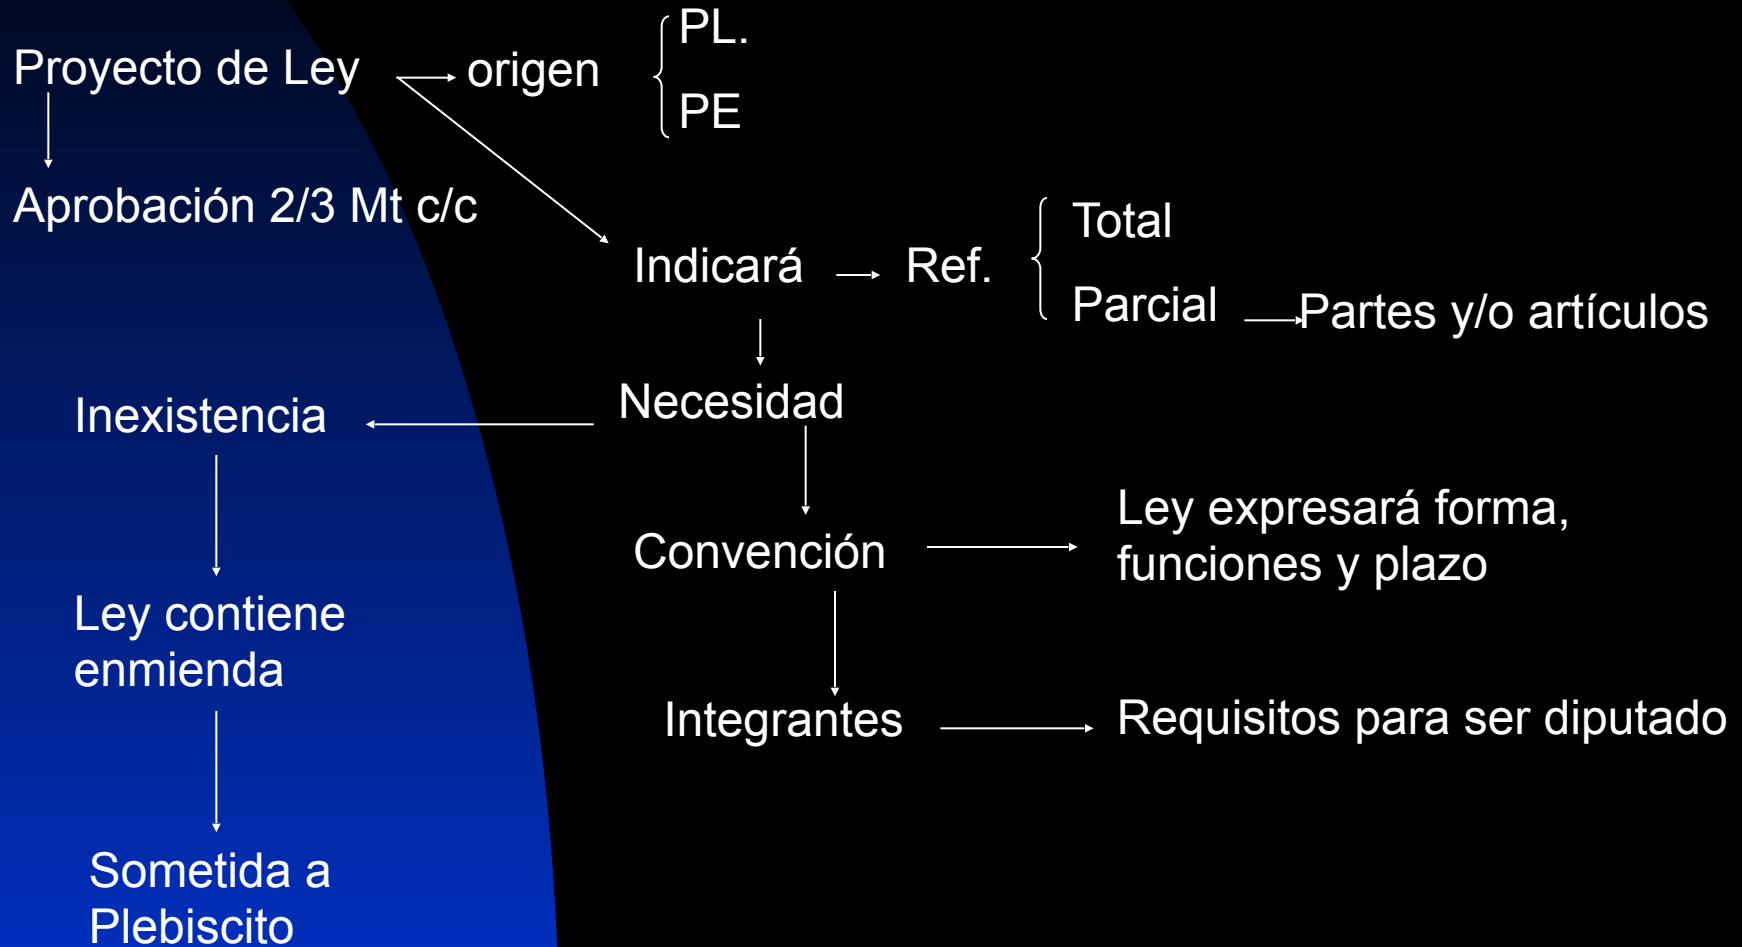 PL.
Proyecto de Ley
origen
PE
Aprobación 2/3 Mt c/c
Total
Indicará
Ref.
Parcial
Partes y/o artículos
Necesidad
Inexistencia
Ley expresará forma,
funciones y plazo
Convención
Ley contiene
enmienda
Integrantes
Requisitos para ser diputado
Sometida a
Plebiscito